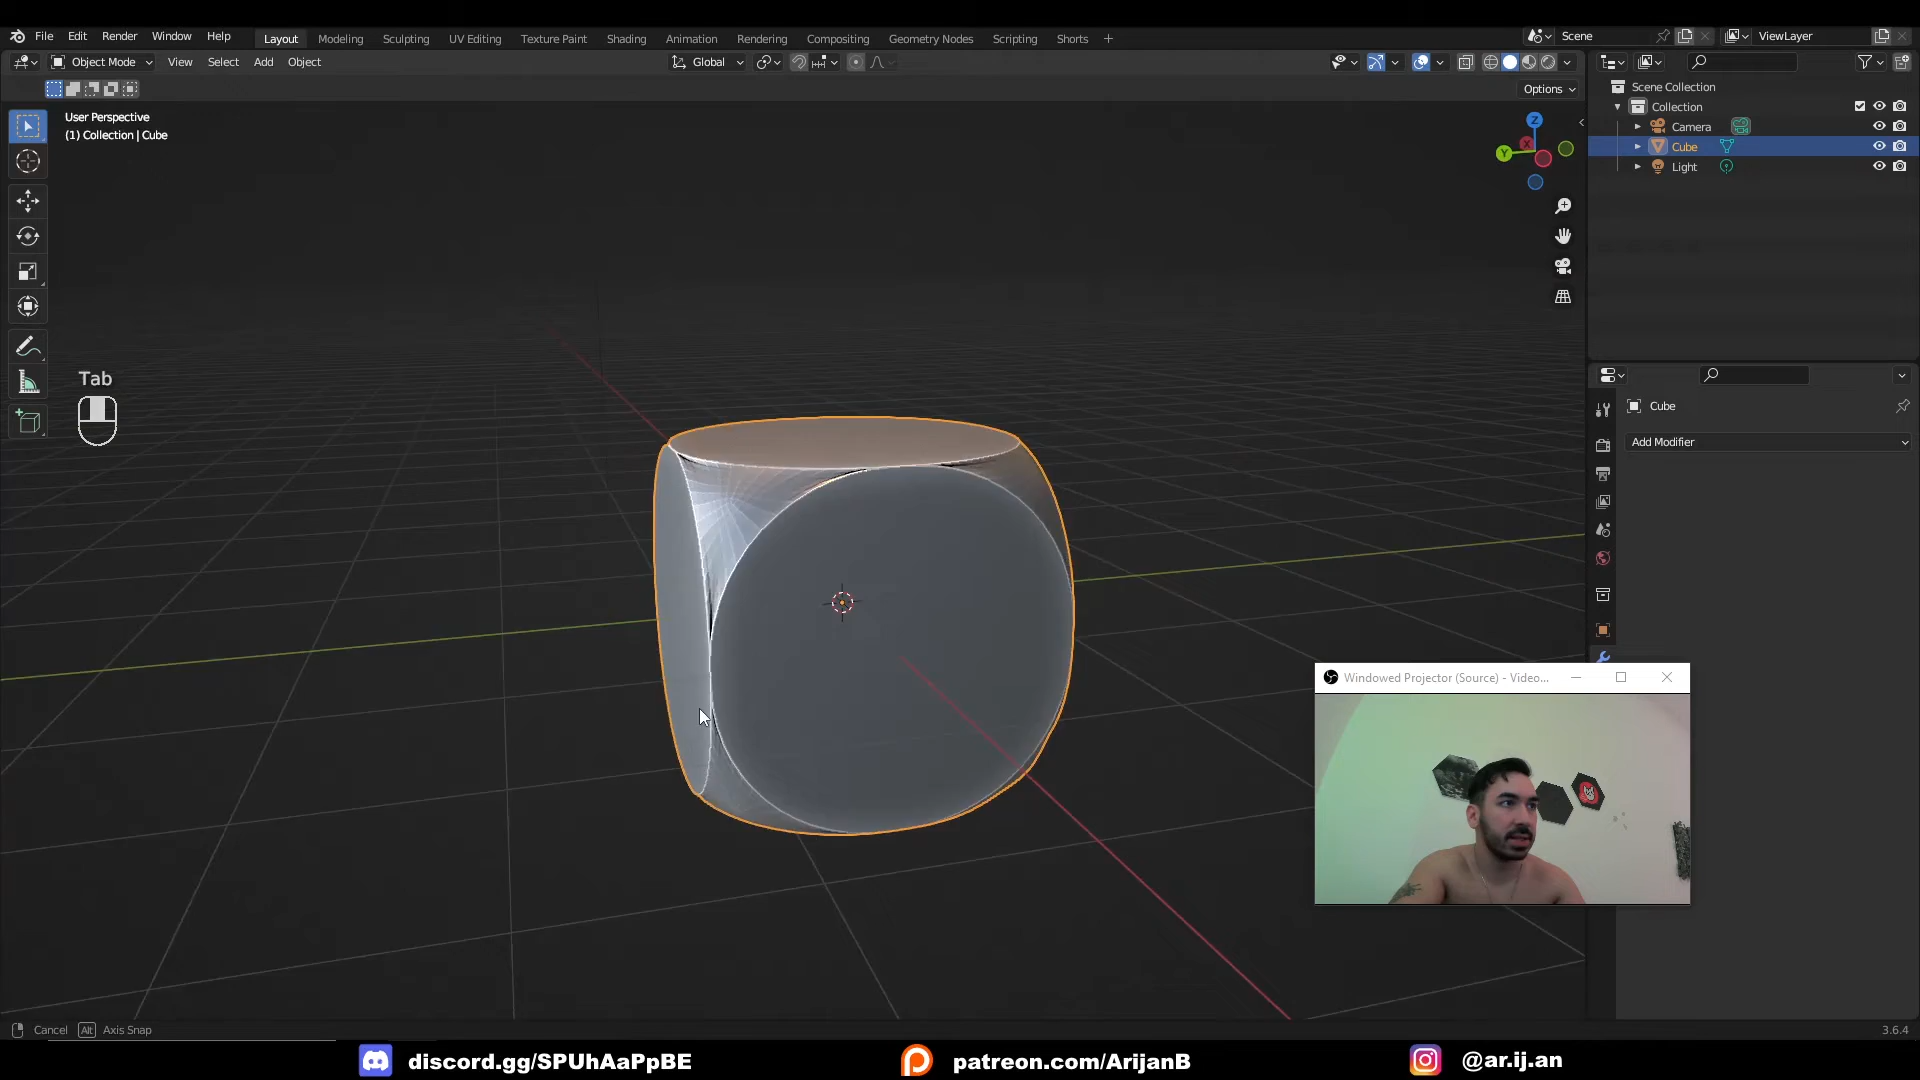 File Edit Render Window Help Layout Modeling Sculpting UV Editing Texture Paint Shading Animation Rendering Compositing Geometry Nodes Scripting Shorts + Scene ViewLayer
Object Mode View Select Add Object Global
Options
User Perspective
(1) Collection | Cube
Z
Y
X
Scene Collection
Collection
Camera
Cube
Light
Tab
Cube
Add Modifier
Windowed Projector (Source) - Video...
Cancel Alt Axis Snap
3.6.4
discord.gg/SPUhAaPpBE patreon.com/ArijanB @ar.ij.an